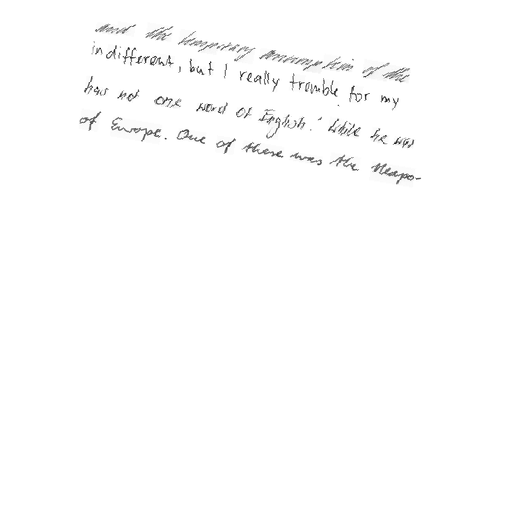 and the temporary assumption of the
indifferent, but I really tremble for my
has not one word of English.' While he was
of Europe. One of these was the Neapo-